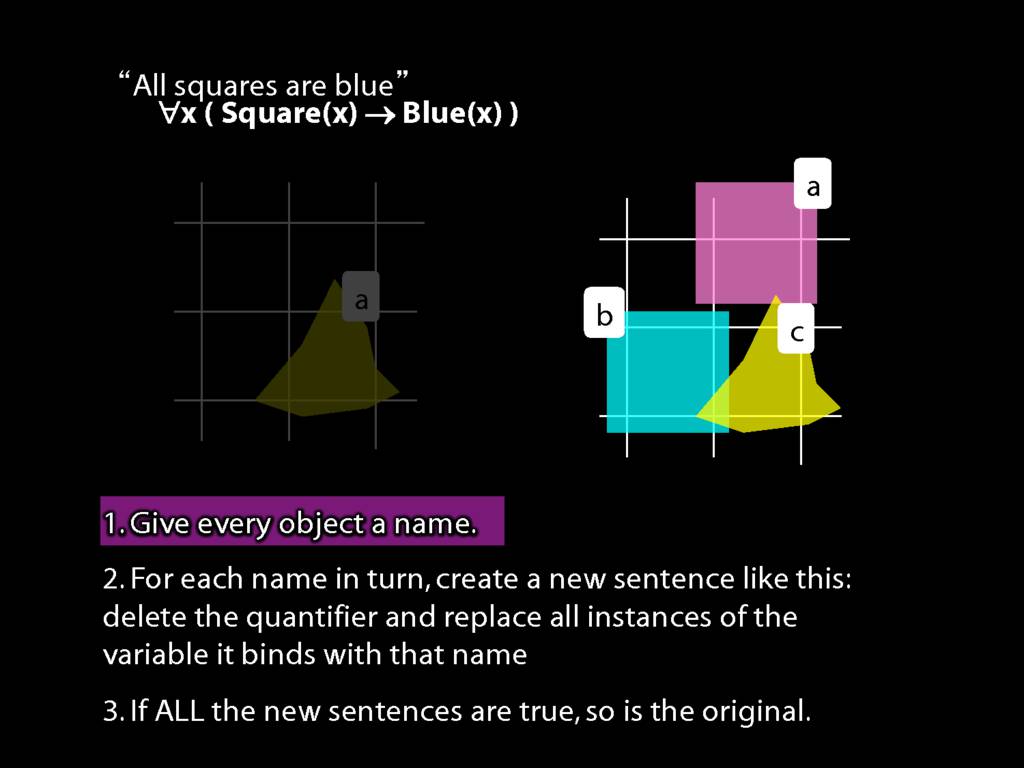 “All squares are blue”
∀x ( Square(x) → Blue(x) )
a
a
b
c
1. Give every object a name.
2. For each name in turn, create a new sentence like this:
delete the quantifier and replace all instances of the
variable it binds with that name
3. If ALL the new sentences are true, so is the original.